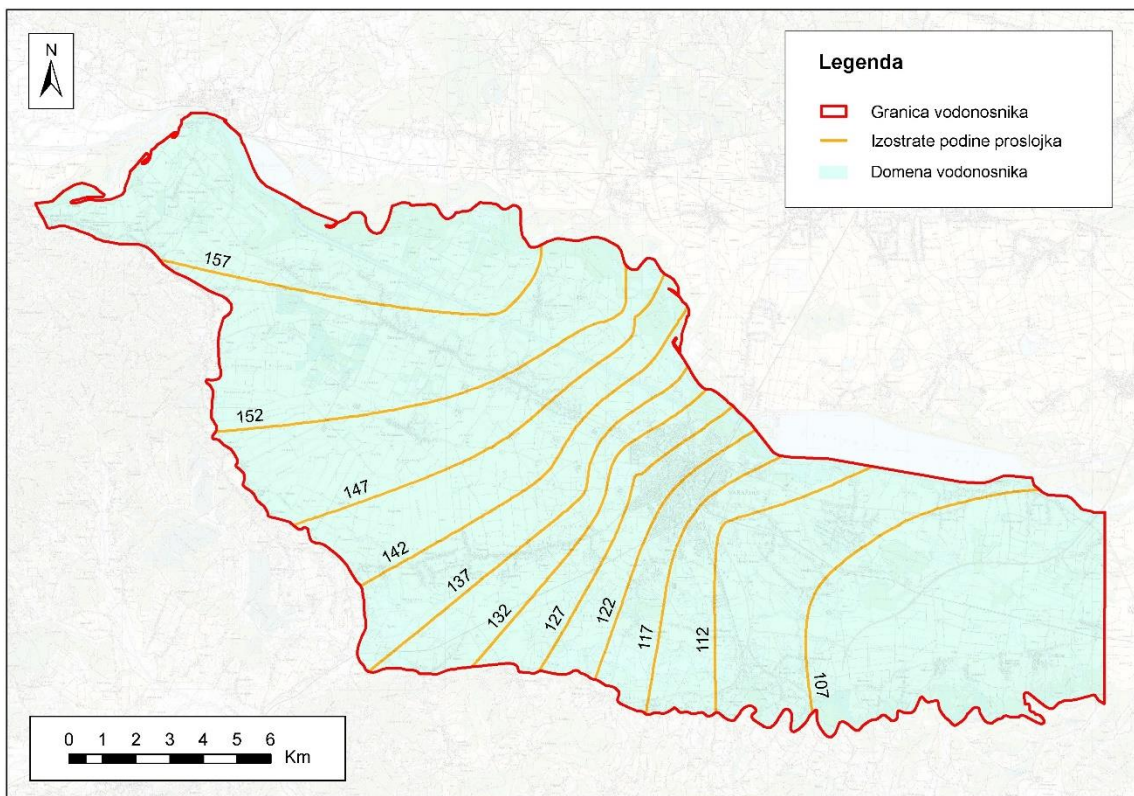 N
Legenda
Granica vodonosnika
Izostrate podine proslojka
Domena vodonosnika
157
152
147
142
137
132
127
122
117
112
107
0 1 2 3 4 5 6
Km